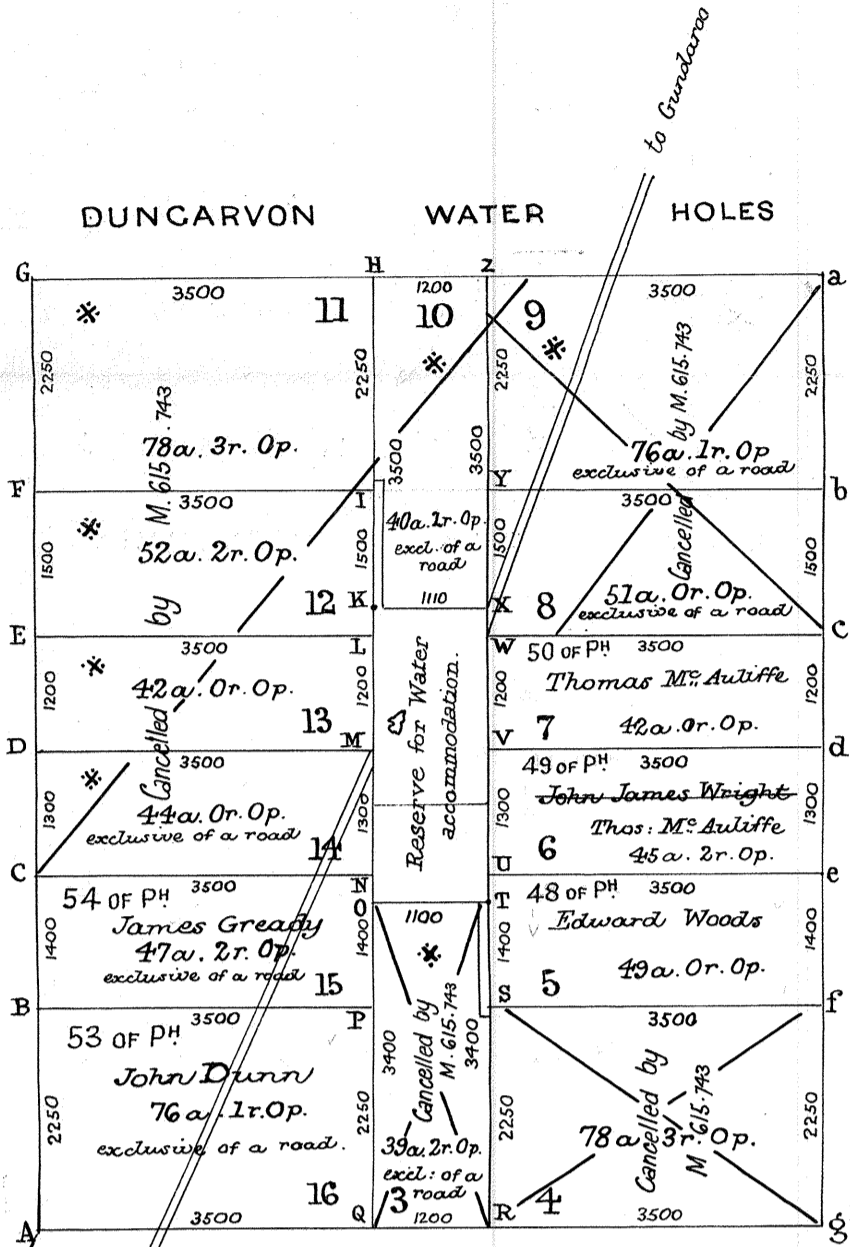 to Gundaroo
DUNGARVON WATER HOLES
G H Z a
3500 1200 3500
11 10 9
2250 2250 2250
Cancelled by M. 615.743
78a. 3r. 0p.
3500 3500
Cancelled by M. 615.743
76a. 1r. 0p
exclusive of a road
F I Y b
3500 3500
1500 1500 1500 1500
52a. 2r. 0p.
40a. 1r. 0p.
excl. of a
road
51a. 0r. 0p.
exclusive of a road
12 K 1110 X 8
E L W c
3500
50 OF PH. 3500
1200 1200 1200 1200
42a. 0r. 0p.
Thomas Mc. Auliffe
13 M V 7 42a. 0r. 0p.
Reserve for Water
accommodation.
D d
3500
49 OF PH. 3500
1300 1300 1300 1300
John James Wright
44a. 0r. 0p.
exclusive of a road
14
Thos: Mc. Auliffe
U 6 45a. 2r. 0p.
C N T e
54 OF PH. 3500
O 1100
48 OF PH. 3500
James Gready
Edward Woods
1400 1400 1400
47a. 2r. 0p.
exclusive of a road
15
S 5 49a. 0r. 0p.
B P f
3500 3500
53 OF PH.
3400 3400
Cancelled by
M. 615.743
Cancelled by
M 615.743
John Dunn
76a. 1r. 0p.
2250 2250 2250 2250
78a. 3r. 0p.
exclusive of a road.
39a. 2r. 0p.
excl: of a
road
16 3 4
A Q R g
3500 1200 3500